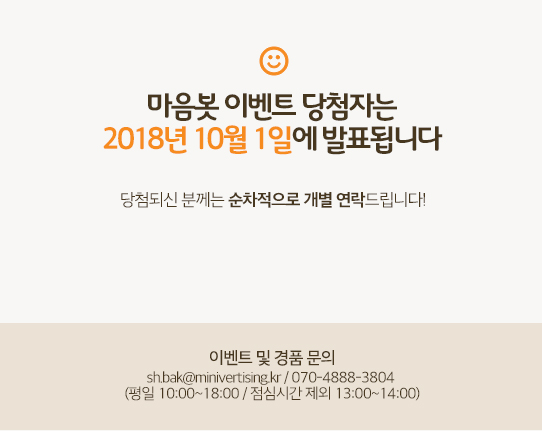 마음봇 이벤트 당첨자는
2018년 10월 1일에 발표됩니다
당첨되신 분께는 순차적으로 개별 연락드립니다!
이벤트 및 경품 문의
sh.bak@minivertising.kr / 070-4888-3804
(평일 10:00~18:00 / 점심시간 제외 13:00~14:00)